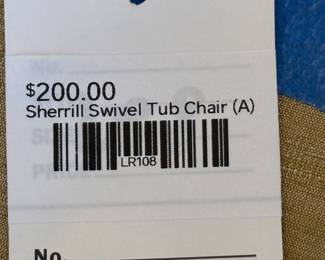 $200.00
Sherrill Swivel Tub Chair (A)
LR108
No.